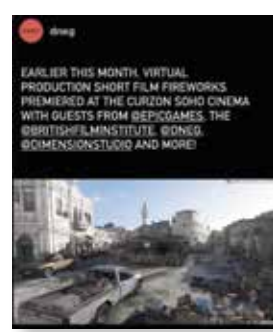 dneg
EARLIER THIS MONTH, VIRTUAL
PRODUCTION SHORT FILM FIREWORKS
PREMIERED AT THE CURZON SOHO CINEMA
WITH GUESTS FROM @EPICGAMES, THE
@BRITISHFILMINSTITUTE, @DNEG,
@DIMENSIONSTUDIO AND MORE!